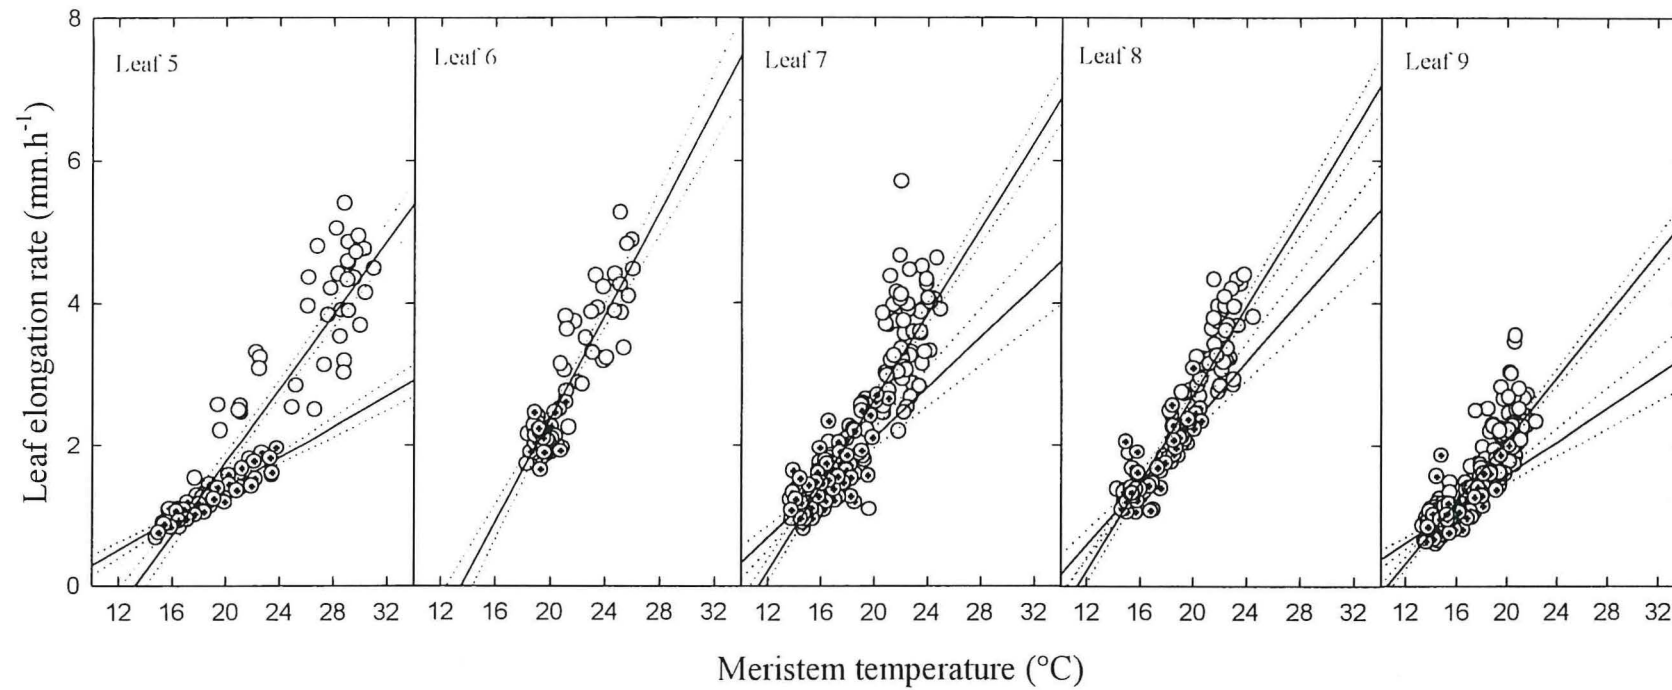 Leaf elongation rate (mm.h-1)
8
6
4
2
0
Leaf 5
Leaf 6
Leaf 7
Leaf 8
Leaf 9
12 16 20 24 28 32
12 16 20 24 28 32
12 16 20 24 28 32
12 16 20 24 28 32
12 16 20 24 28 32
Meristem temperature (°C)